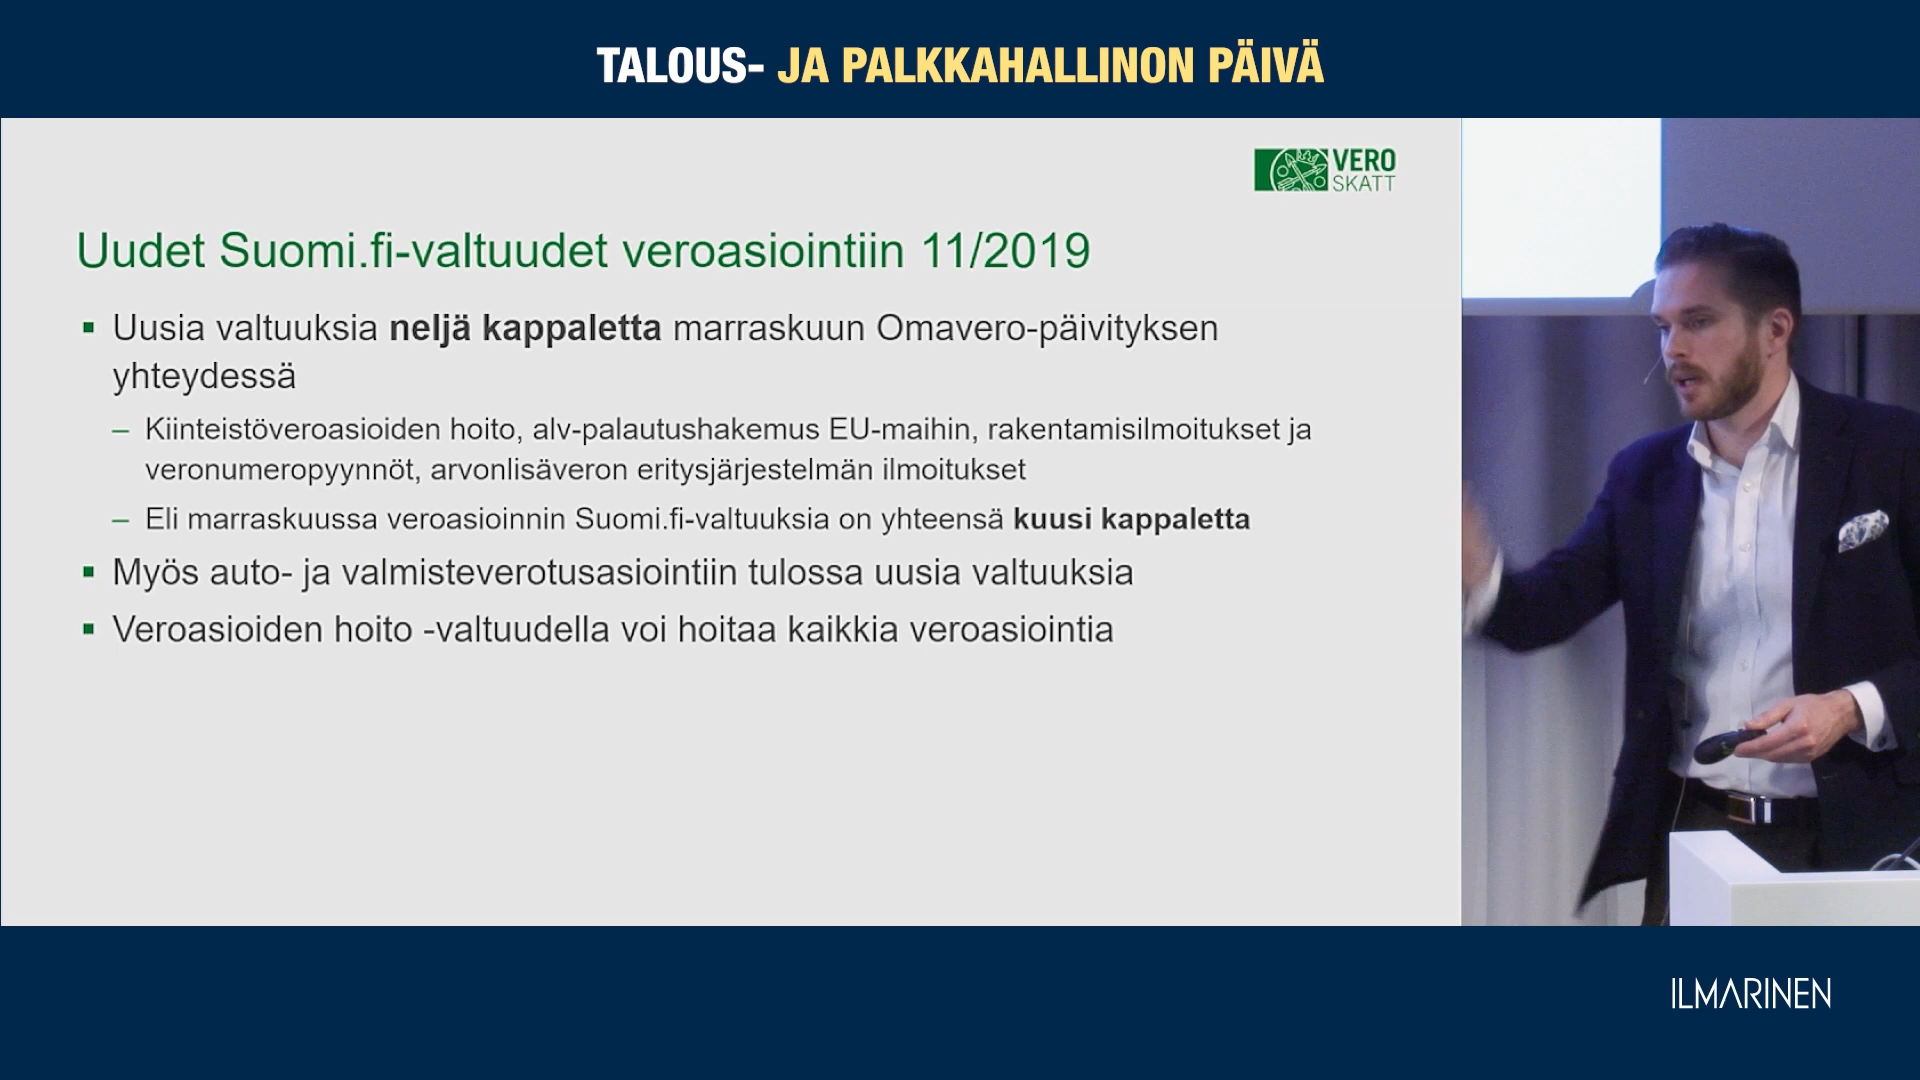 TALOUS- JA PALKKAHALLINON PÄIVÄ
VERO
SKATT
Uudet Suomi.fi-valtuudet veroasiointiin 11/2019
▪ Uusia valtuuksia neljä kappaletta marraskuun Omavero-päivityksen
yhteydessä
– Kiinteistöveroasioiden hoito, alv-palautushakemus EU-maihin, rakentamisilmoitukset ja
veronumeropyynnöt, arvonlisäveron eritysjärjestelmän ilmoitukset
– Eli marraskuussa veroasioinnin Suomi.fi-valtuuksia on yhteensä kuusi kappaletta
▪ Myös auto- ja valmisteverotusasiointiin tulossa uusia valtuuksia
▪ Veroasioiden hoito -valtuudella voi hoitaa kaikkia veroasiointia
ILMARINEN